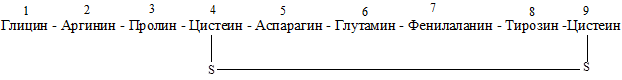 1 2 3 4 5 6 7 8 9
Глицин - Аргинин - Пролин - Цистеин - Аспарагин - Глутамин - Фенилаланин - Тирозин -Цистеин
S S